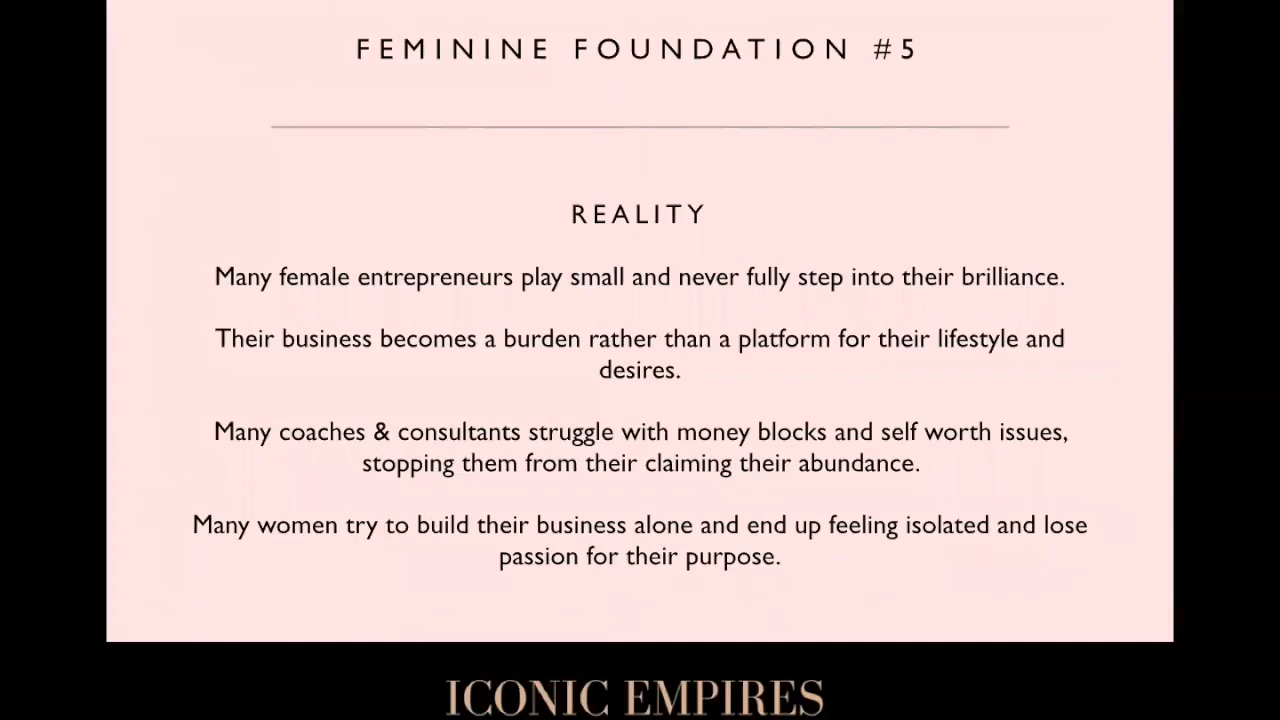 FEMININE FOUNDATION #5
REALITY
Many female entrepreneurs play small and never fully step into their brilliance.
Their business becomes a burden rather than a platform for their lifestyle and
desires.
Many coaches & consultants struggle with money blocks and self worth issues,
stopping them from their claiming their abundance.
Many women try to build their business alone and end up feeling isolated and lose
passion for their purpose.
ICONIC EMPIRES